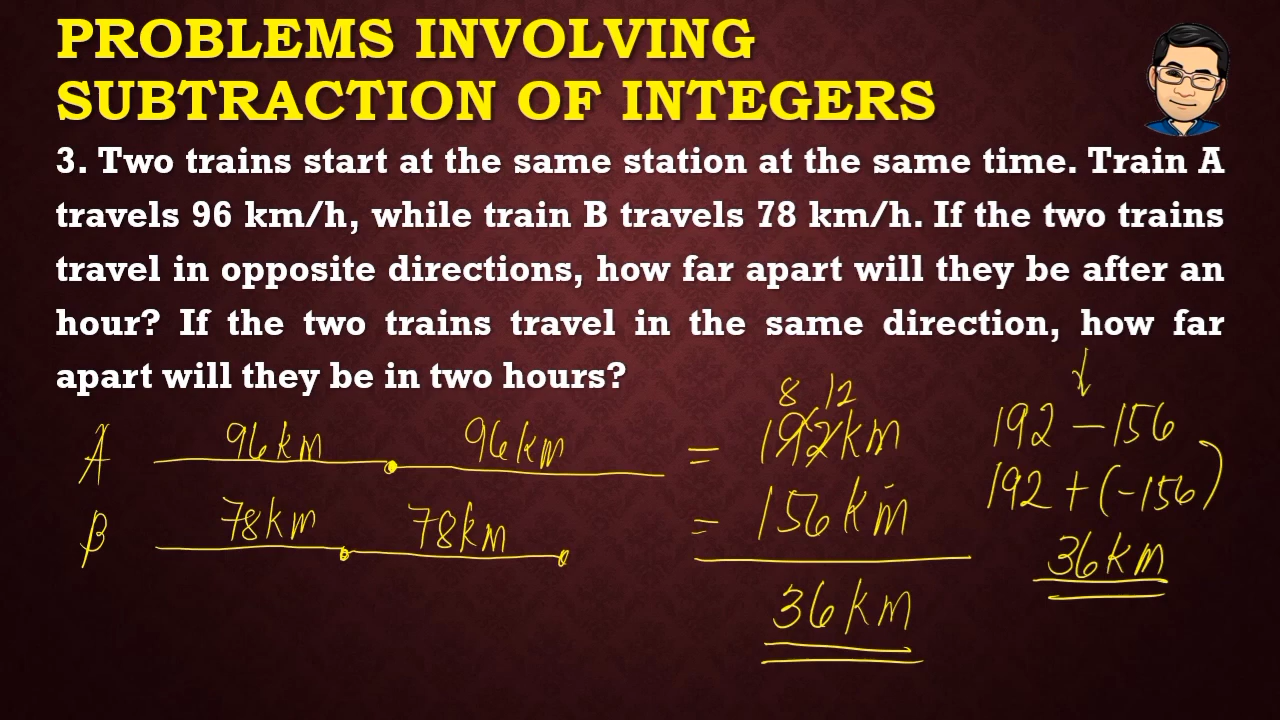 PROBLEMS INVOLVING
SUBTRACTION OF INTEGERS
3. Two trains start at the same station at the same time. Train A
travels 96 km/h, while train B travels 78 km/h. If the two trains
travel in opposite directions, how far apart will they be after an
hour? If the two trains travel in the same direction, how far
apart will they be in two hours?
8 12
A 96km 96km = 192km
B 78km 78km = 156km
36km
192 - 156
192 + (-156)
36km